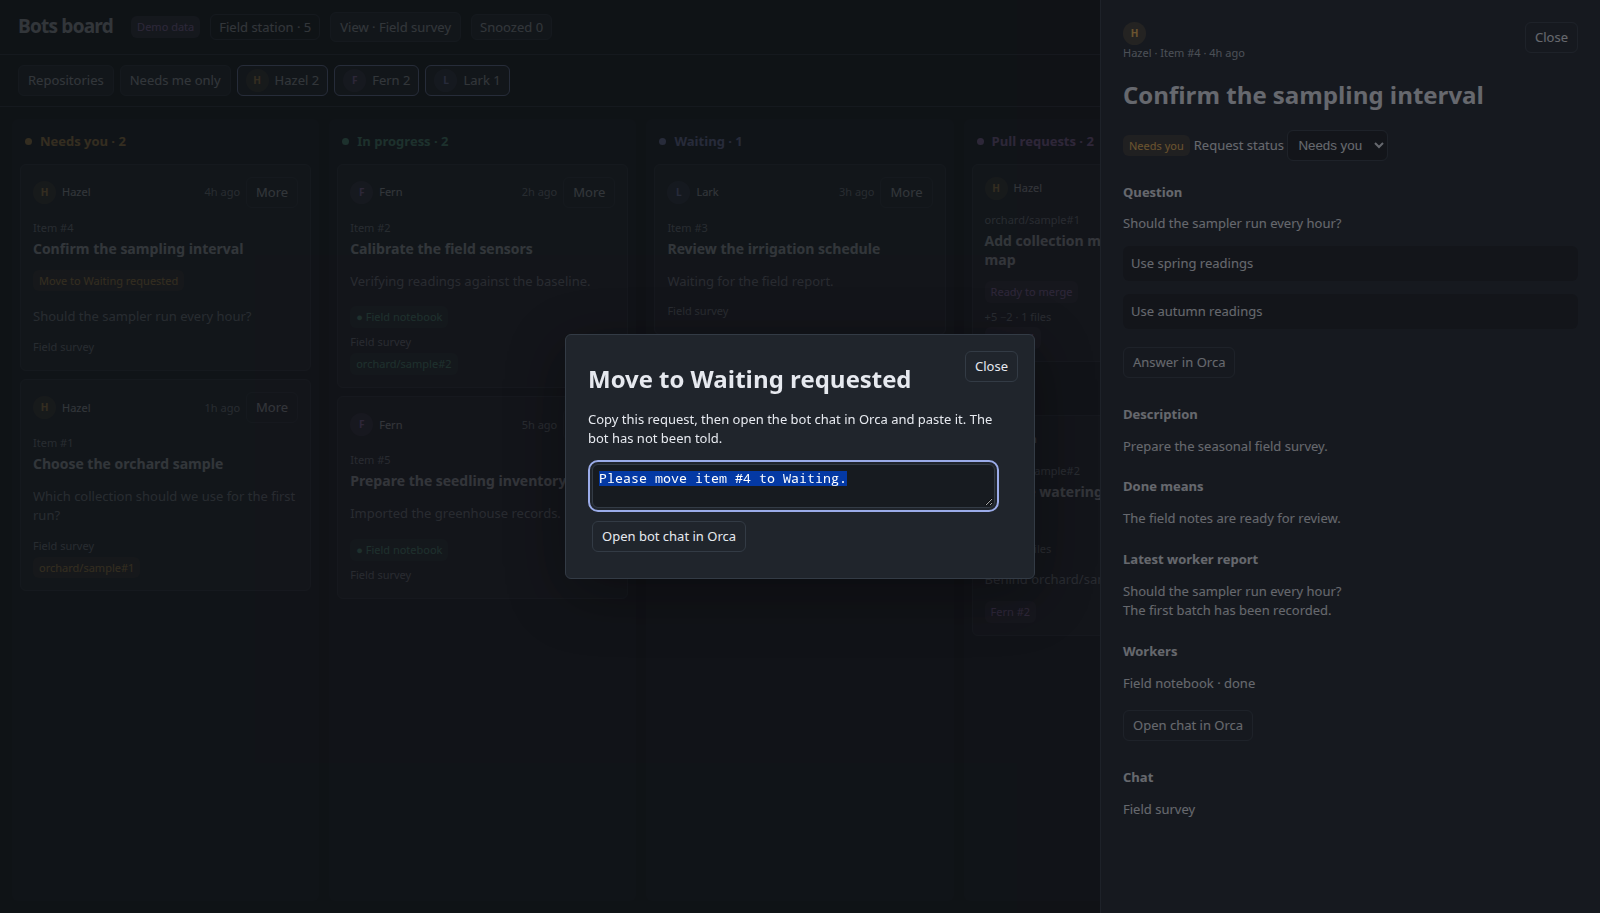 Bots board
Demo data
Field station · 5
View · Field survey
Snoozed 0
Repositories
Needs me only
H Hazel 2
F Fern 2
L Lark 1
Needs you · 2
H Hazel 4h ago More
Item #4
Confirm the sampling interval
Move to Waiting requested
Should the sampler run every hour?
Field survey
H Hazel 1h ago More
Item #1
Choose the orchard sample
Which collection should we use for the first
run?
Field survey
orchard/sample#1
In progress · 2
F Fern 2h ago More
Item #2
Calibrate the field sensors
Verifying readings against the baseline.
• Field notebook
Field survey
orchard/sample#2
F Fern 5h ago
Item #5
Prepare the seedling inventory
Imported the greenhouse records.
• Field notebook
Field survey
Waiting · 1
L Lark 3h ago More
Item #3
Review the irrigation schedule
Waiting for the field report.
Field survey
Pull requests · 2
H Hazel
orchard/sample#1
Add collection
map
Ready to merge
+5 -2 · 1 files
ample#2
watering
iles
Behind orchard/sa
Fern #2
Move to Waiting requested
Close
Copy this request, then open the bot chat in Orca and paste it. The
bot has not been told.
Please move item #4 to Waiting.
Open bot chat in Orca
H
Hazel · Item #4 · 4h ago
Close
Confirm the sampling interval
Needs you Request status Needs you
Question
Should the sampler run every hour?
Use spring readings
Use autumn readings
Answer in Orca
Description
Prepare the seasonal field survey.
Done means
The field notes are ready for review.
Latest worker report
Should the sampler run every hour?
The first batch has been recorded.
Workers
Field notebook · done
Open chat in Orca
Chat
Field survey